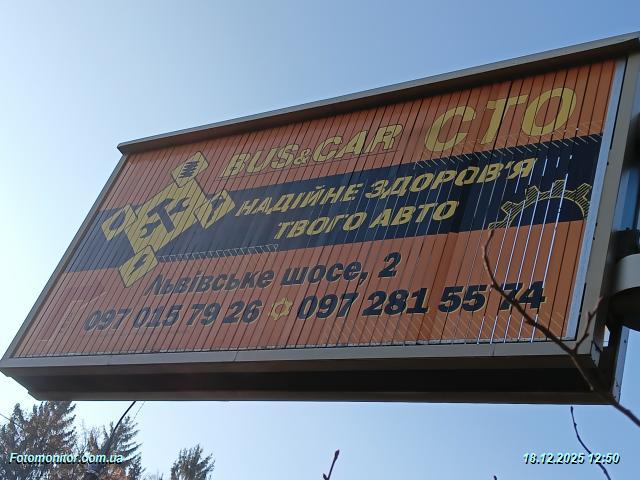 BUS&CAR СТО
НАДІЙНЕ ЗДОРОВ'Я
ТВОГО АВТО
Львівське шосе, 2
097 015 79 26 097 281 55 74
Fotomonitor.com.ua
18.12.2025 12:50